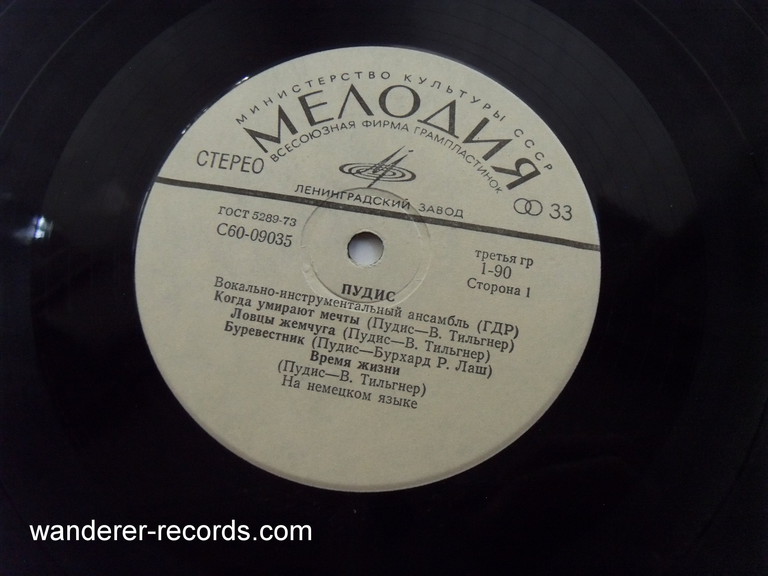 МИНИСТЕРСТВО КУЛЬТУРЫ СССР
МЕЛОДИЯ
ВСЕСОЮЗНАЯ ФИРМА ГРАМПЛАСТИНОК
СТЕРЕО
ЛЕНИНГРАДСКИЙ ЗАВОД
33
ГОСТ 5289-73
С60-09035
третья гр
1-90
Сторона 1
ПУДИС
Вокально-инструментальный ансамбль (ГДР)
Когда умирают мечты (Пудис—В. Тильгнер)
Ловцы жемчуга (Пудис—В. Тильгнер)
Буревестник (Пудис—Бурхард Р. Лаш)
Время жизни
(Пудис—В. Тильгнер)
На немецком языке
wanderer-records.com